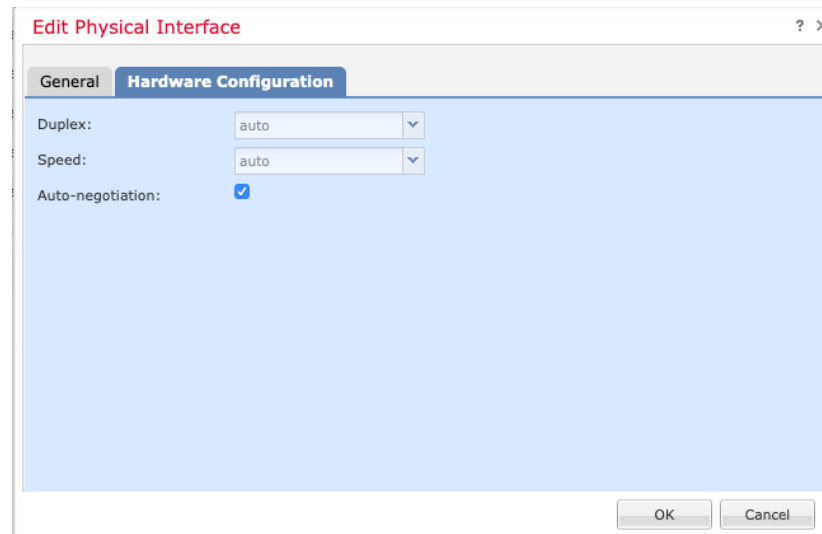 Edit Physical Interface ?
General Hardware Configuration
Duplex: auto
Speed: auto
Auto-negotiation:
OK Cancel